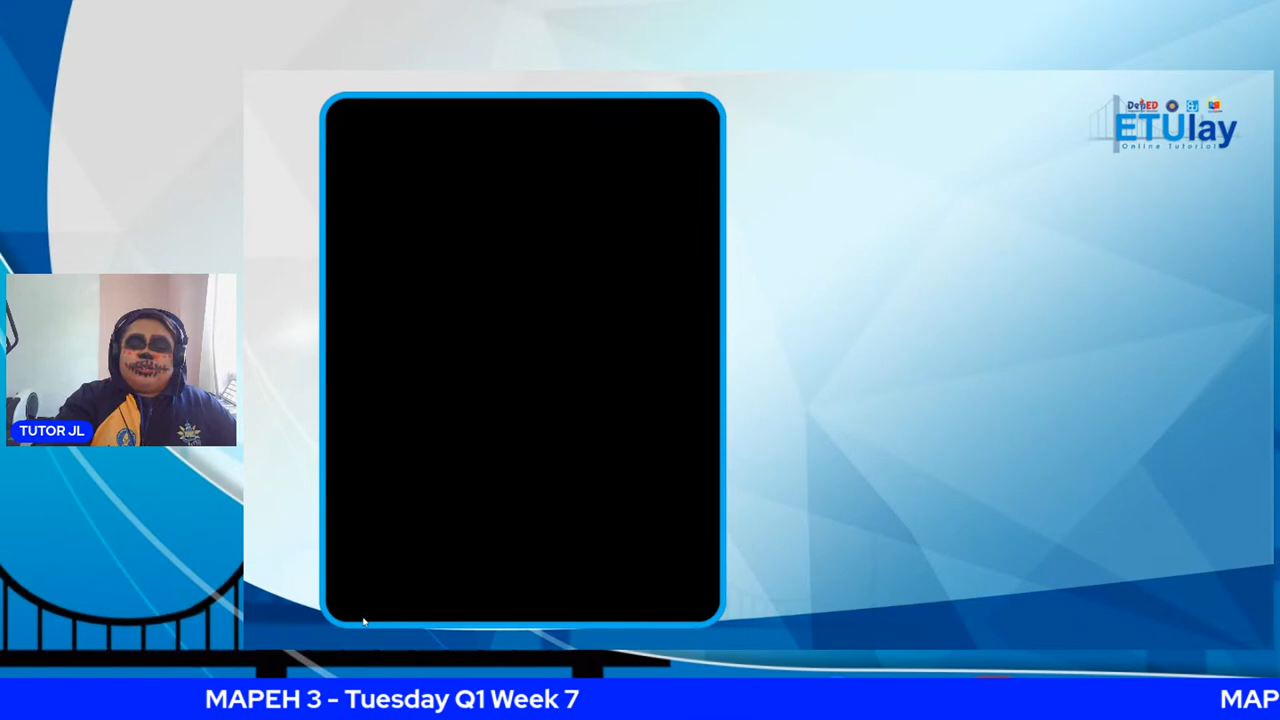 DepED
ETUlay
Online Tutorial
TUTOR JL
MAPEH 3 - Tuesday Q1 Week 7
MAP